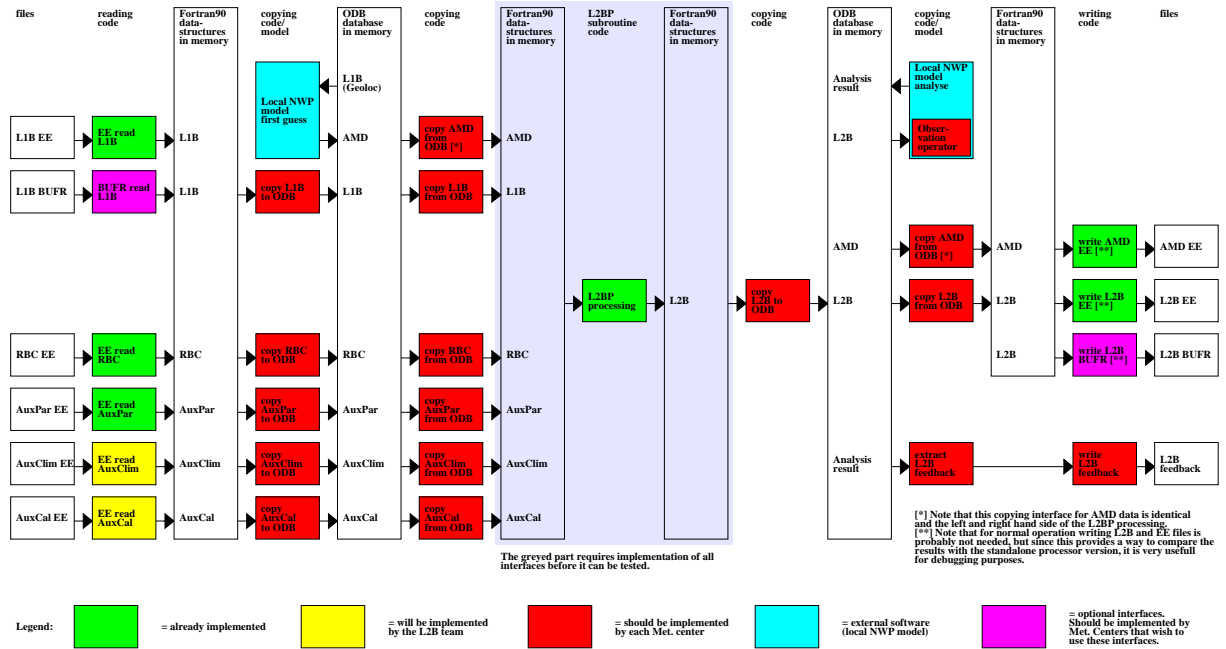 files
reading
code
Fortran90
data-
structures
in memory
copying
code/
model
ODB
database
in memory
copying
code
Fortran90
data-
structures
in memory
L2BP
subroutine
code
Fortran90
data-
structures
in memory
copying
code
ODB
database
in memory
copying
code/
model
Fortran90
data-
structures
in memory
writing
code
files
L1B
(Geoloc)
Local NWP
model
first guess
Analysis
result
Local NWP
model
analyse
L1B EE
EE read
L1B
L1B
AMD
copy AMD
from
ODB [*]
AMD
L2B
Obser-
vation
operator
L1B BUFR
BUFR read
L1B
L1B
copy L1B
to ODB
L1B
copy L1B
from ODB
L1B
AMD
copy AMD
from
ODB [*]
AMD
write AMD
EE [**]
AMD EE
L2BP
processing
L2B
copy
L2B to
ODB
L2B
copy L2B
from ODB
L2B
write L2B
EE [**]
L2B EE
RBC EE
EE read
RBC
RBC
copy RBC
to ODB
RBC
copy RBC
from ODB
RBC
L2B
write L2B
BUFR [**]
L2B BUFR
AuxPar EE
EE read
AuxPar
AuxPar
copy
AuxPar
to ODB
AuxPar
copy
AuxPar
from ODB
AuxPar
AuxClim EE
EE read
AuxClim
AuxClim
copy
AuxClim
to ODB
AuxClim
copy
AuxClim
from ODB
AuxClim
Analysis
result
extract
L2B
feedback
write
L2B
feedback
L2B
feedback
AuxCal EE
EE read
AuxCal
AuxCal
copy
AuxCal
to ODB
AuxCal
copy
AuxCal
from ODB
AuxCal
[*] Note that this copying interface for AMD data is identical
and the left and right hand side of the L2BP processing.
[**] Note that for normal operation writing L2B and EE files is
probably not needed, but since this provides a way to compare the
results with the standalone processor version, it is very usefull
for debugging purposes.
The greyed part requires implementation of all
interfaces before it can be tested.
Legend:
= already implemented
= will be implemented
by the L2B team
= should be implemented
by each Met. center
= external software
(local NWP model)
= optional interfaces.
Should be implemented by
Met. Centers that wish to
use these interfaces.